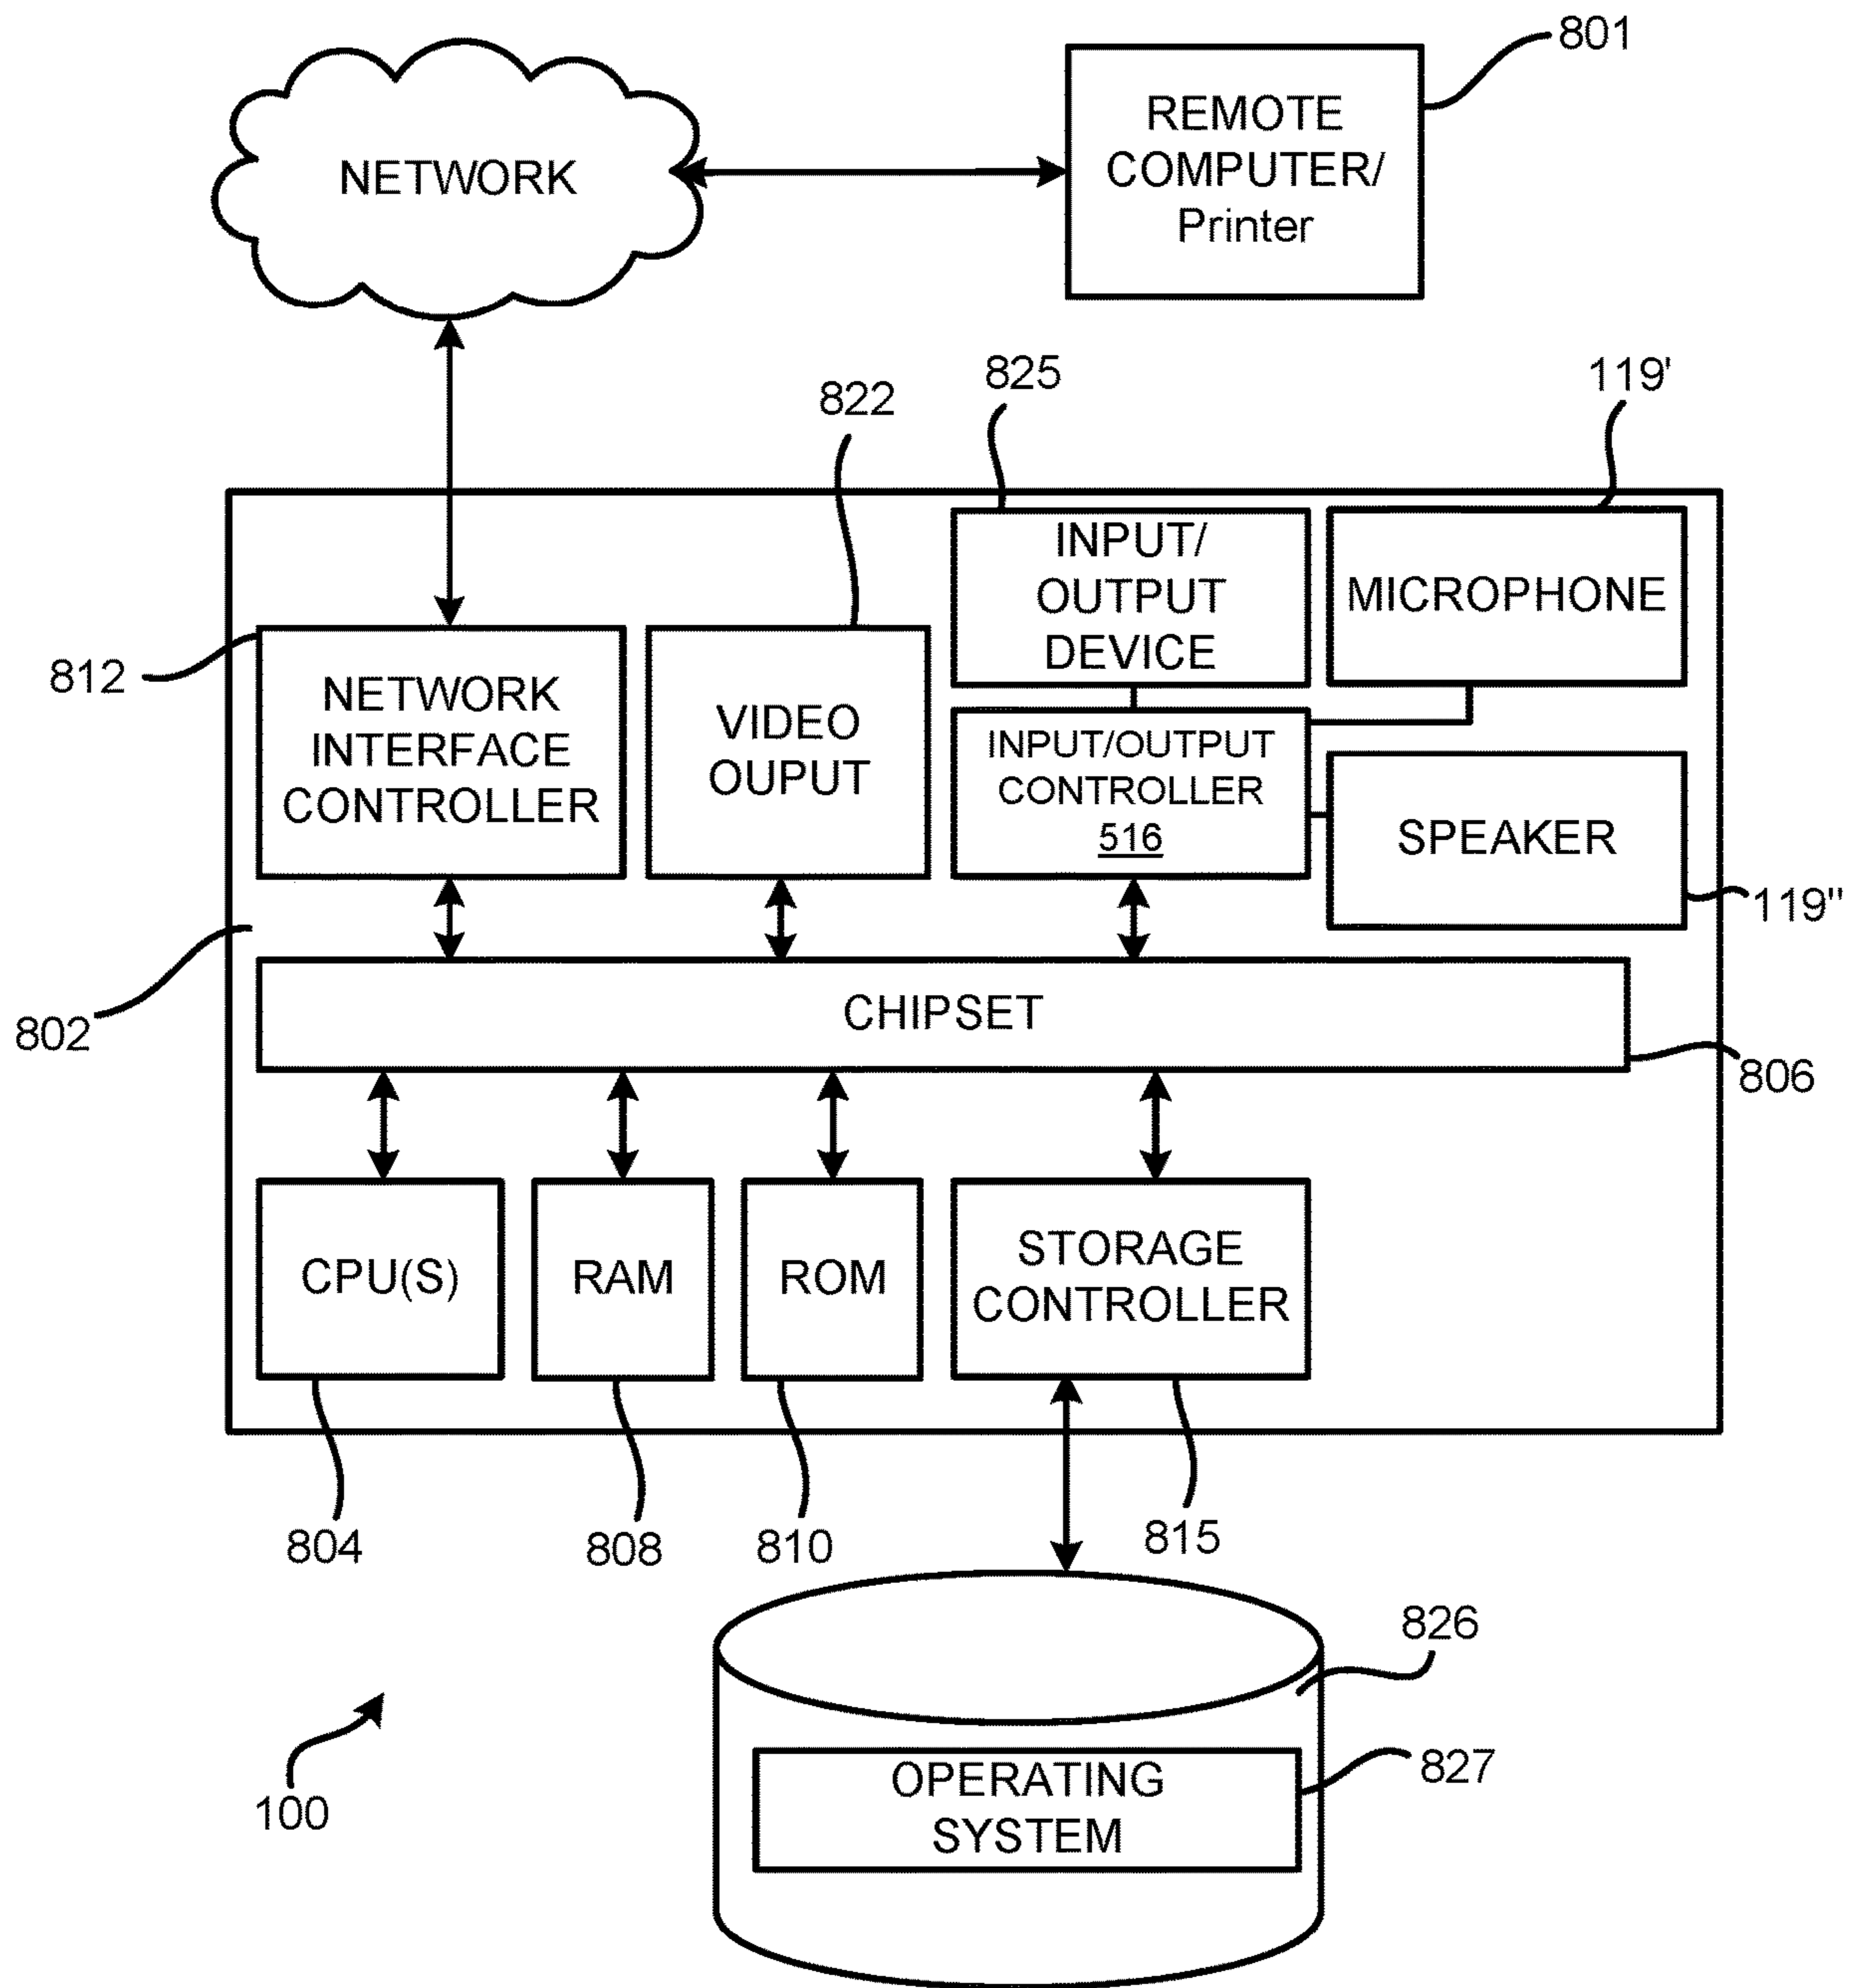 801
REMOTE
COMPUTER/
Printer
NETWORK
825
119'
822
INPUT/
OUTPUT
DEVICE
MICROPHONE
812
NETWORK
INTERFACE
CONTROLLER
VIDEO
OUPUT
INPUT/OUTPUT
CONTROLLER
516
SPEAKER
119"
802
CHIPSET
806
CPU(S)
RAM
ROM
STORAGE
CONTROLLER
804
808
810
815
826
827
OPERATING
SYSTEM
100